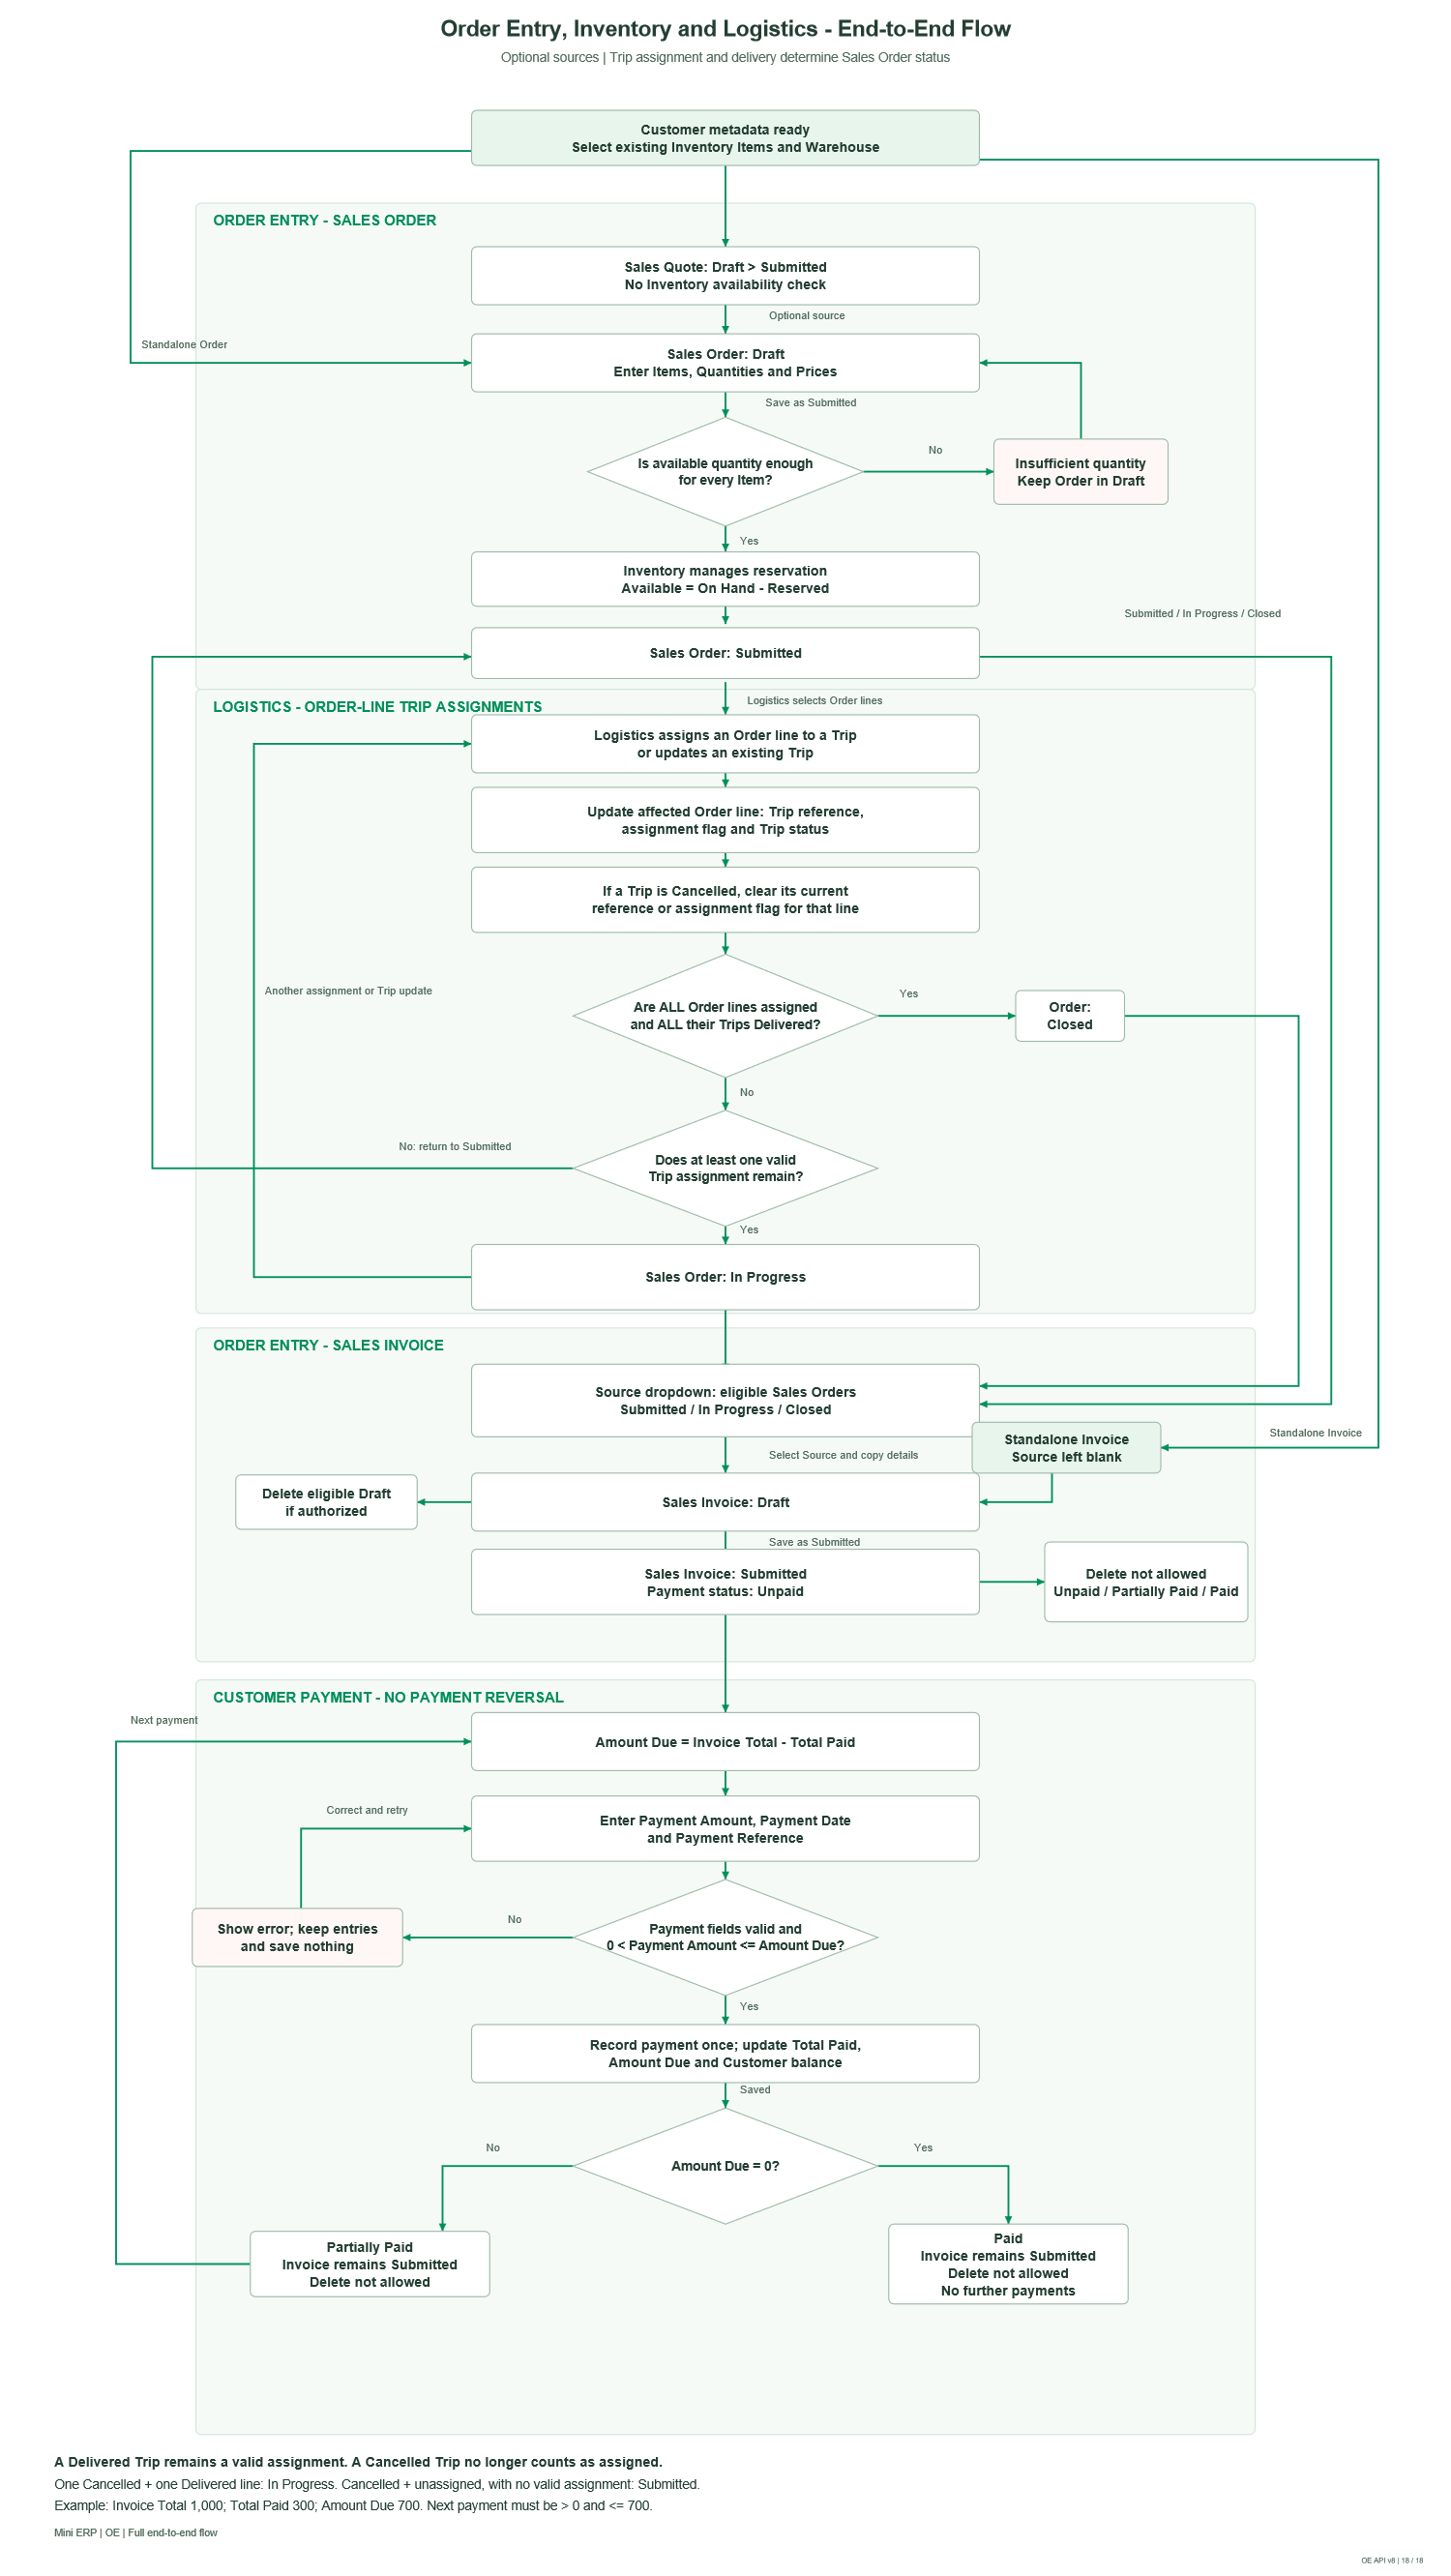 Order Entry, Inventory and Logistics - End-to-End Flow
Optional sources | Trip assignment and delivery determine Sales Order status
Customer metadata ready
Select existing Inventory Items and Warehouse
ORDER ENTRY - SALES ORDER
Sales Quote: Draft > Submitted
No Inventory availability check
Optional source
Standalone Order
Sales Order: Draft
Enter Items, Quantities and Prices
Save as Submitted
Is available quantity enough
for every Item?
No
Insufficient quantity
Keep Order in Draft
Yes
Inventory manages reservation
Available = On Hand - Reserved
Submitted / In Progress / Closed
Sales Order: Submitted
LOGISTICS - ORDER-LINE TRIP ASSIGNMENTS
Logistics selects Order lines
Logistics assigns an Order line to a Trip
or updates an existing Trip
Update affected Order line: Trip reference,
assignment flag and Trip status
If a Trip is Cancelled, clear its current
reference or assignment flag for that line
Another assignment or Trip update
Are ALL Order lines assigned
and ALL their Trips Delivered?
Yes
Order:
Closed
No
No: return to Submitted
Does at least one valid
Trip assignment remain?
Yes
Sales Order: In Progress
ORDER ENTRY - SALES INVOICE
Source dropdown: eligible Sales Orders
Submitted / In Progress / Closed
Standalone Invoice
Source left blank
Standalone Invoice
Select Source and copy details
Delete eligible Draft
if authorized
Sales Invoice: Draft
Save as Submitted
Sales Invoice: Submitted
Payment status: Unpaid
Delete not allowed
Unpaid / Partially Paid / Paid
CUSTOMER PAYMENT - NO PAYMENT REVERSAL
Next payment
Amount Due = Invoice Total - Total Paid
Correct and retry
Enter Payment Amount, Payment Date
and Payment Reference
Show error; keep entries
and save nothing
No
Payment fields valid and
0 < Payment Amount <= Amount Due?
Yes
Record payment once; update Total Paid,
Amount Due and Customer balance
Saved
No
Amount Due = 0?
Yes
Partially Paid
Invoice remains Submitted
Delete not allowed
Paid
Invoice remains Submitted
Delete not allowed
No further payments
A Delivered Trip remains a valid assignment. A Cancelled Trip no longer counts as assigned.
One Cancelled + one Delivered line: In Progress. Cancelled + unassigned, with no valid assignment: Submitted.
Example: Invoice Total 1,000; Total Paid 300; Amount Due 700. Next payment must be > 0 and <= 700.
Mini ERP | OE | Full end-to-end flow
OE API v8 | 18 / 18